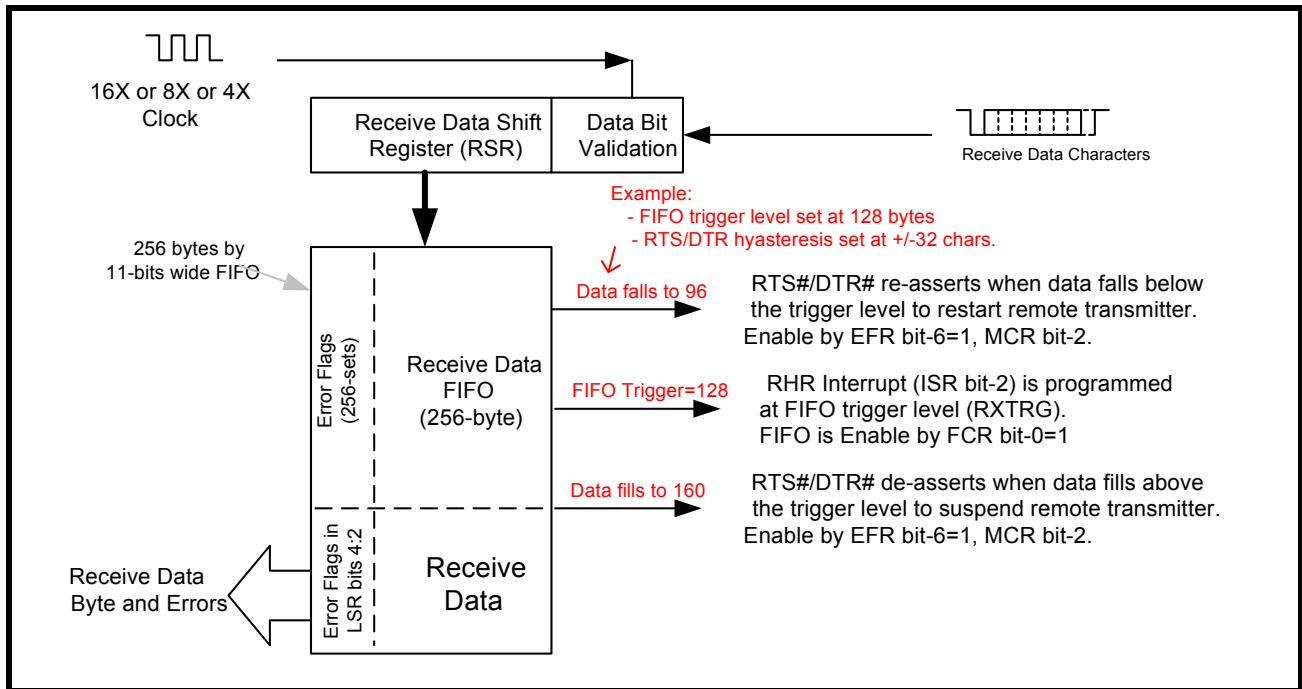 16X or 8X or 4X
Clock
Receive Data Shift
Register (RSR)
Data Bit
Validation
Receive Data Characters
Example:
- FIFO trigger level set at 128 bytes
- RTS/DTR hyasteresis set at +/-32 chars.
256 bytes by
11-bits wide FIFO
Error Flags
(256-sets)
Receive Data
FIFO
(256-byte)
Data falls to 96
RTS#/DTR# re-asserts when data falls below
the trigger level to restart remote transmitter.
Enable by EFR bit-6=1, MCR bit-2.
FIFO Trigger=128
RHR Interrupt (ISR bit-2) is programmed
at FIFO trigger level (RXTRG).
FIFO is Enable by FCR bit-0=1
Data fills to 160
RTS#/DTR# de-asserts when data fills above
the trigger level to suspend remote transmitter.
Enable by EFR bit-6=1, MCR bit-2.
Error Flags in
LSR bits 4:2
Receive
Data
Receive Data
Byte and Errors